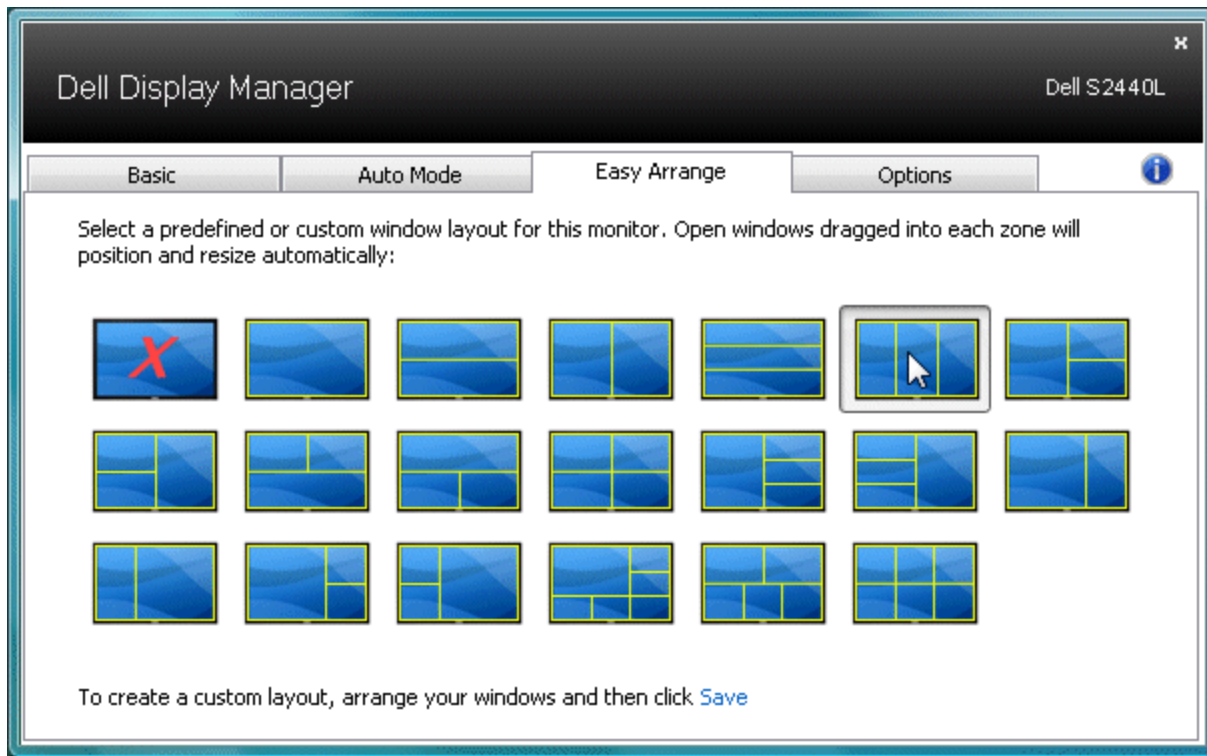 Dell Display Manager
Dell S2440L
Basic
Auto Mode
Easy Arrange
Options
Select a predefined or custom window layout for this monitor. Open windows dragged into each zone will
position and resize automatically:
To create a custom layout, arrange your windows and then click Save